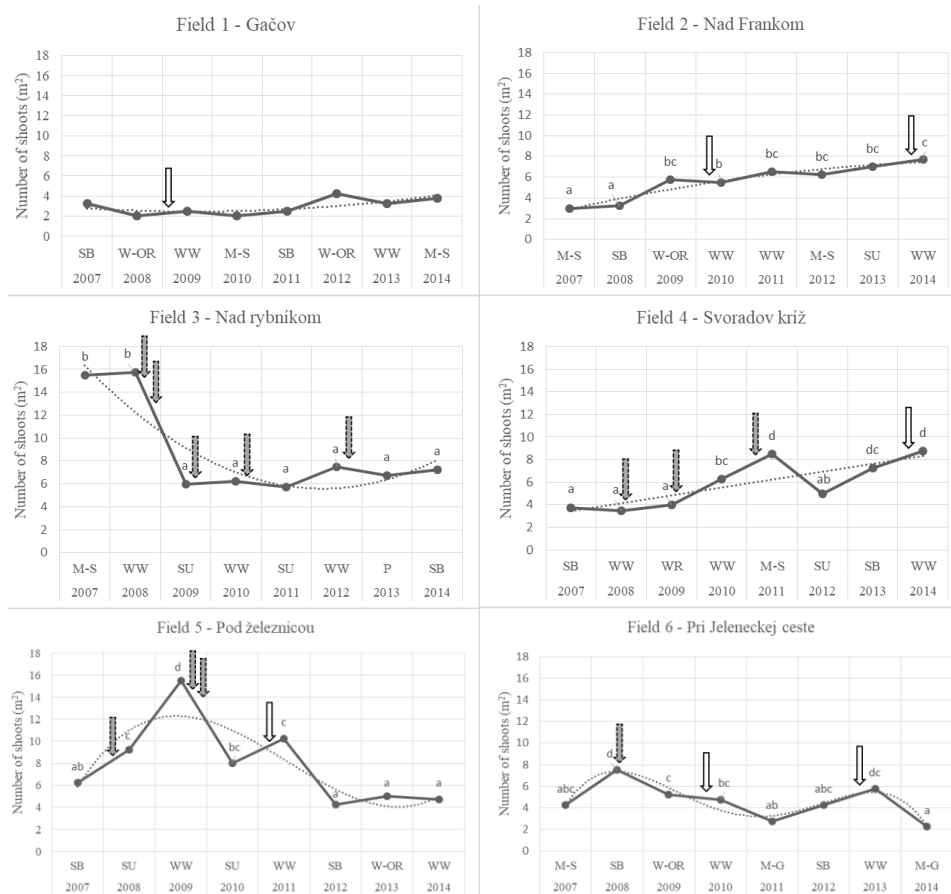 Field 1 - Gačov
Number of shoots (m²)
18
16
14
12
10
8
6
4
2
0
SB W-OR WW M-S SB W-OR WW M-S
2007 2008 2009 2010 2011 2012 2013 2014
Field 2 - Nad Frankom
Number of shoots (m²)
18
16
14
12
10
8
6
4
2
0
a a bc b bc bc bc c
M-S SB W-OR WW WW M-S SU WW
2007 2008 2009 2010 2011 2012 2013 2014
Field 3 - Nad rybníkom
Number of shoots (m²)
18
16
14
12
10
8
6
4
2
0
b b a a a a a a
M-S WW SU WW SU WW P SB
2007 2008 2009 2010 2011 2012 2013 2014
Field 4 - Svoradov kríž
Number of shoots (m²)
18
16
14
12
10
8
6
4
2
0
a a a bc d ab dc d
SB WW WR WW M-S SU SB WW
2007 2008 2009 2010 2011 2012 2013 2014
Field 5 - Pod železnicou
Number of shoots (m²)
18
16
14
12
10
8
6
4
2
0
ab c d bc c a a a
SB SU WW SU WW SB W-OR WW
2007 2008 2009 2010 2011 2012 2013 2014
Field 6 - Pri Jeleneckej ceste
Number of shoots (m²)
18
16
14
12
10
8
6
4
2
0
abc d c bc ab abc dc a
M-S SB W-OR WW M-G SB WW M-G
2007 2008 2009 2010 2011 2012 2013 2014